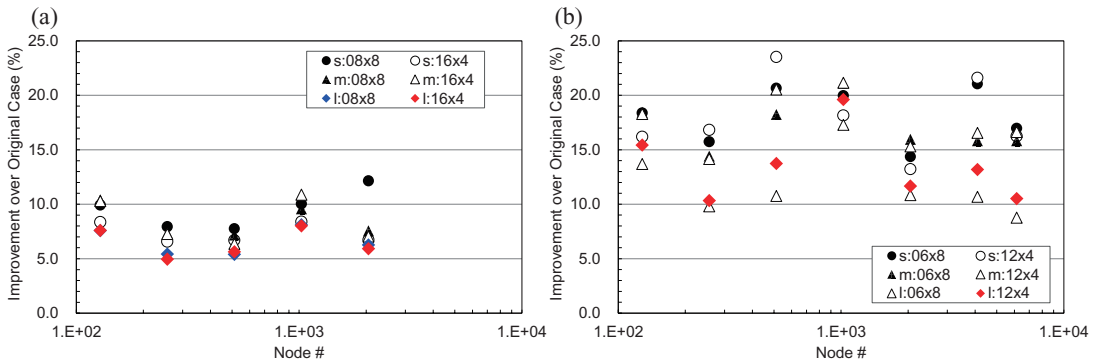 (a)
25.0
20.0
15.0
10.0
5.0
0.0
Improvement over Original Case (%)
s:08x8 s:16x4
m:08x8 m:16x4
l:08x8 l:16x4
1.E+02 1.E+03 1.E+04
Node #
(b)
25.0
20.0
15.0
10.0
5.0
0.0
Improvement over Original Case (%)
s:06x8 s:12x4
m:06x8 m:12x4
l:06x8 l:12x4
1.E+02 1.E+03 1.E+04
Node #